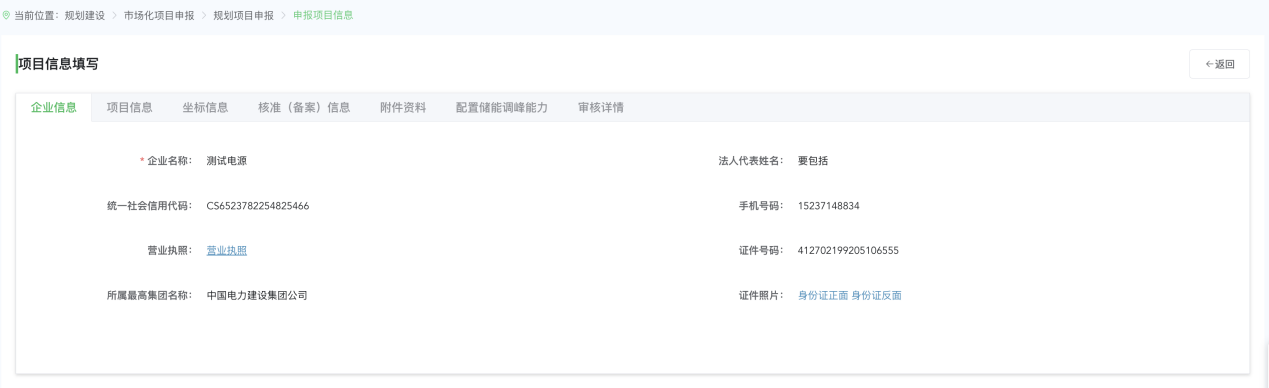 当前位置： 规划建设 > 市场化项目申报 > 规划项目申报 > 申报项目信息
项目信息填写
←返回
企业信息 项目信息 坐标信息 核准（备案）信息 附件资料 配置储能调峰能力 审核详情
* 企业名称： 测试电源 法人代表姓名： 要包括
统一社会信用代码： CS6523782254825466 手机号码： 15237148834
营业执照： 营业执照 证件号码： 412702199205106555
所属最高集团名称： 中国电力建设集团公司 证件照片： 身份证正面 身份证反面